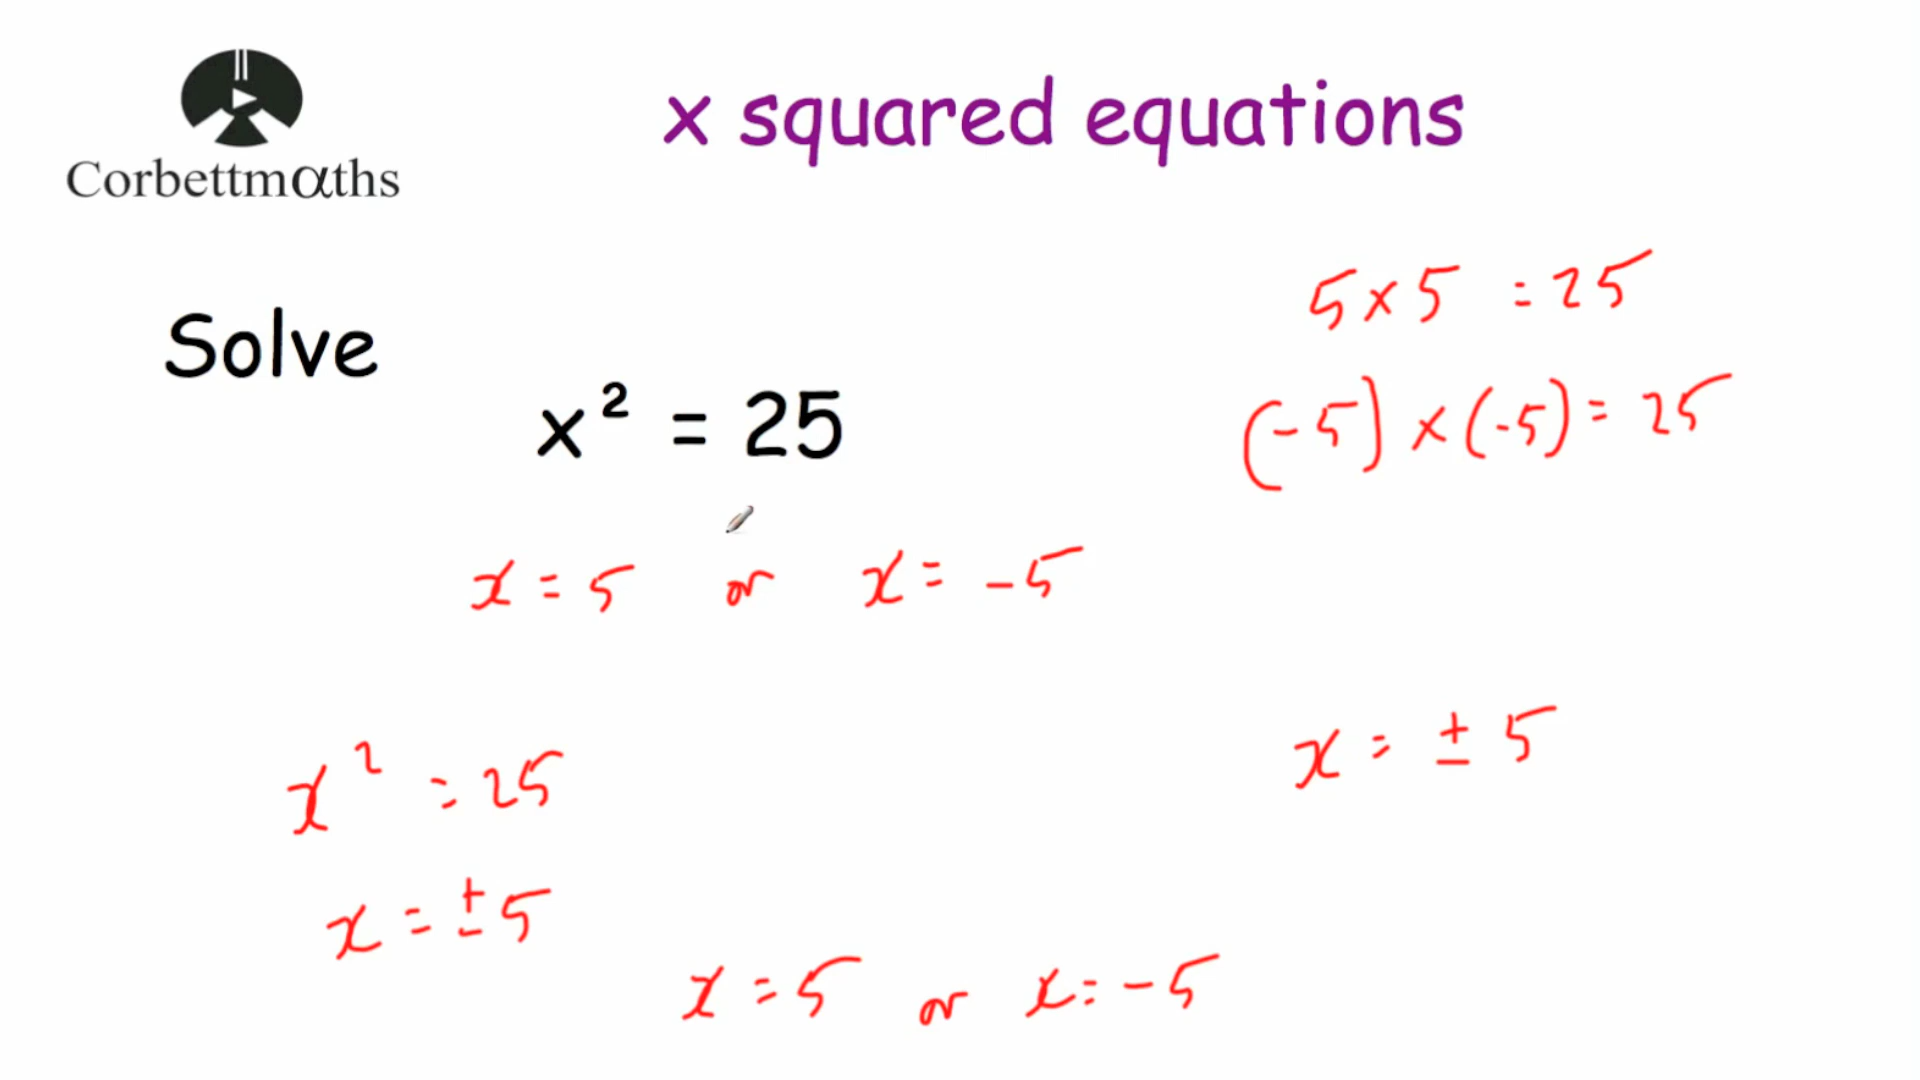 x squared equations
Corbettmαths
5 × 5 = 25
Solve
x² = 25
(-5) × (-5) = 25
x = 5 or x = -5
x = ± 5
x² = 25
x = ±5
x = 5 or x = -5